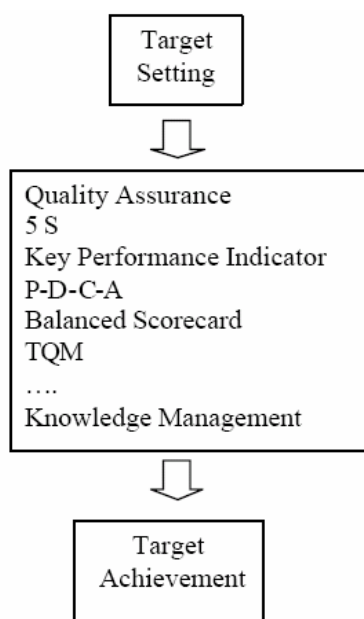 Target
Setting
Quality Assurance
5 S
Key Performance Indicator
P-D-C-A
Balanced Scorecard
TQM
….
Knowledge Management
Target
Achievement